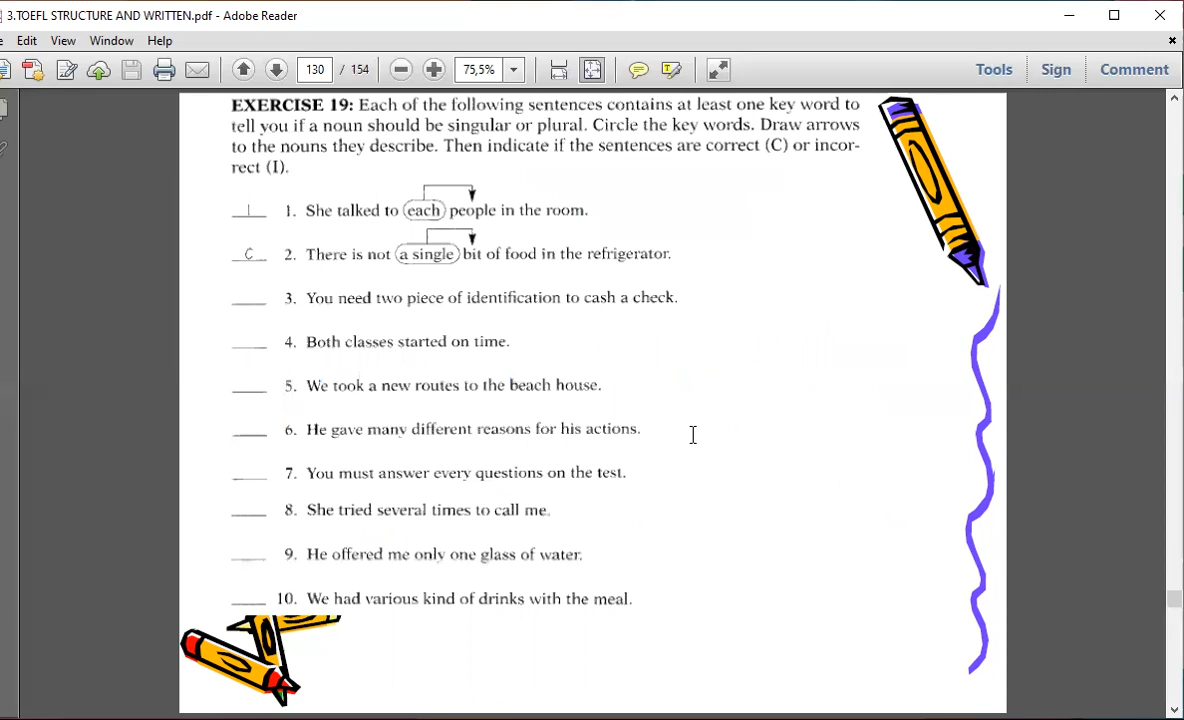 3.TOEFL STRUCTURE AND WRITTEN.pdf - Adobe Reader
e Edit View Window Help
130 / 154 75,5% Tools Sign Comment
EXERCISE 19: Each of the following sentences contains at least one key word to
tell you if a noun should be singular or plural. Circle the key words. Draw arrows
to the nouns they describe. Then indicate if the sentences are correct (C) or incor-
rect (I).
I 1. She talked to each people in the room.
C 2. There is not a single bit of food in the refrigerator.
___ 3. You need two piece of identification to cash a check.
___ 4. Both classes started on time.
___ 5. We took a new routes to the beach house.
___ 6. He gave many different reasons for his actions.
___ 7. You must answer every questions on the test.
___ 8. She tried several times to call me.
___ 9. He offered me only one glass of water.
___ 10. We had various kind of drinks with the meal.